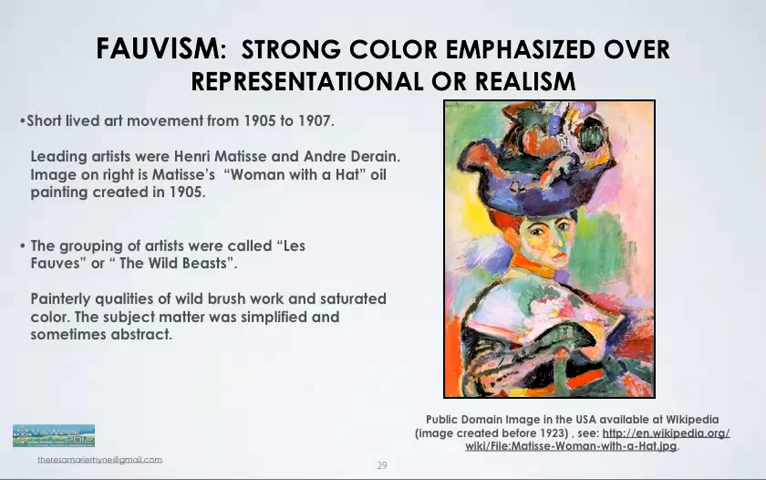 FAUVISM: STRONG COLOR EMPHASIZED OVER
REPRESENTATIONAL OR REALISM
•Short lived art movement from 1905 to 1907.
Leading artists were Henri Matisse and Andre Derain.
Image on right is Matisse's “Woman with a Hat” oil
painting created in 1905.
• The grouping of artists were called “Les
Fauves” or “ The Wild Beasts”.
Painterly qualities of wild brush work and saturated
color. The subject matter was simplified and
sometimes abstract.
Public Domain Image in the USA available at WIkipedia
(image created before 1923) , see: http://en.wikipedia.org/
wiki/File:Matisse-Woman-with-a-Hat.jpg.
theresamarierhyne@gmail.com
29